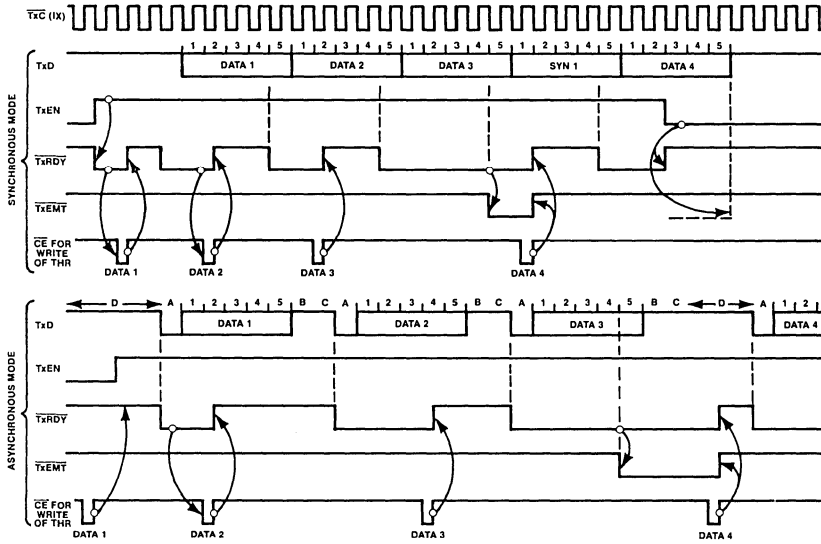 TxC (IX)
SYNCHRONOUS MODE
1 2 3 4 5 1 2 3 4 5 1 2 3 4 5 1 2 3 4 5 1 2 3 4 5
TxD
DATA 1 DATA 2 DATA 3 SYN 1 DATA 4
TxEN
TxRDY
TxEMT
CE FOR
WRITE
OF THR
DATA 1 DATA 2 DATA 3 DATA 4
ASYNCHRONOUS MODE
D A 1 2 3 4 5 B C A 1 2 3 4 5 B C A 1 2 3 4 5 B C D A 1 2
TxD
DATA 1 DATA 2 DATA 3 DATA 4
TxEN
TxRDY
TxEMT
CE FOR
WRITE
OF THR
DATA 1 DATA 2 DATA 3 DATA 4